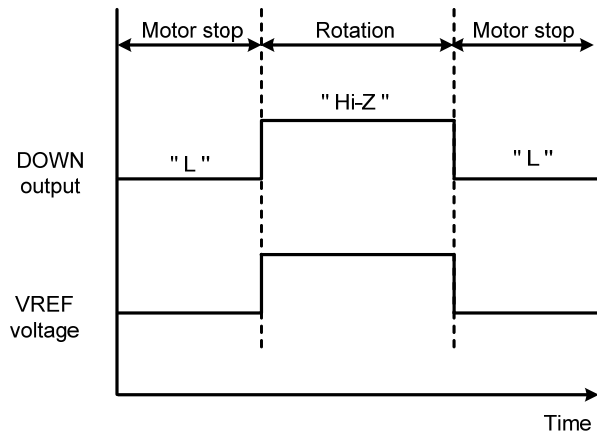 Motor stop Rotation Motor stop
" Hi-Z "
DOWN
output
" L " " L "
VREF
voltage
Time